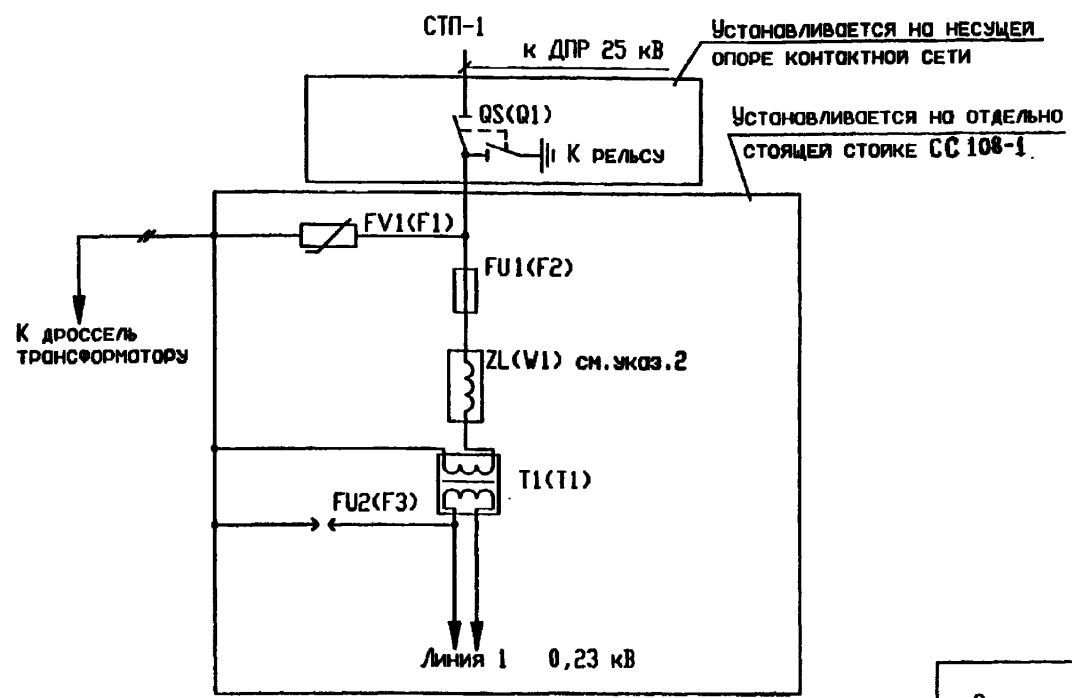 СТП-1
к ДПР 25 кВ
Устанавливается на несущей
опоре контактной сети
QS(Q1)
К рельсу
Устанавливается на отдельно
стоящей стойке СС 108-1.
FV1(F1)
FU1(F2)
К дроссель
трансформатору
ZL(W1) см.указ.2
T1(T1)
FU2(F3)
Линия 1 0,23 кВ